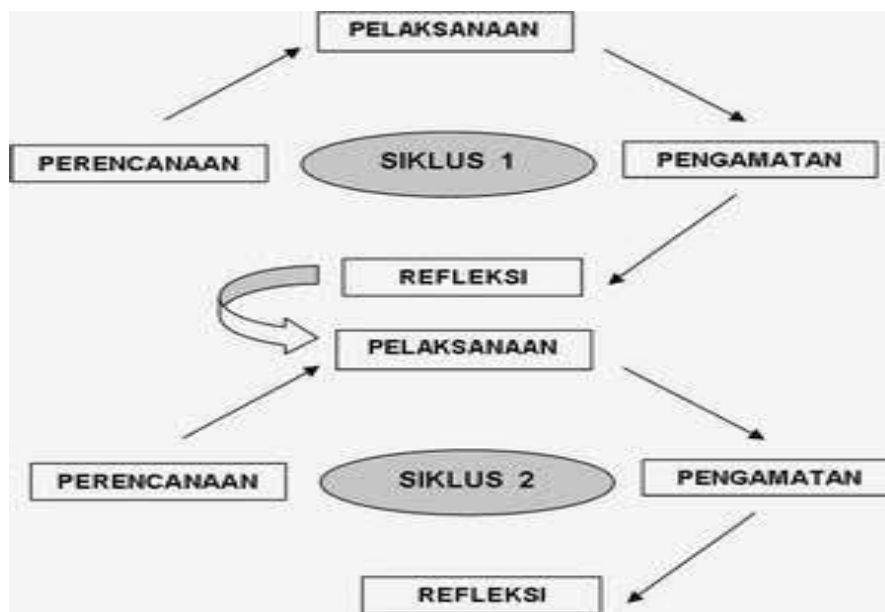 PELAKSANAAN
PERENCANAAN
SIKLUS 1
PENGAMATAN
REFLEKSI
PELAKSANAAN
PERENCANAAN
SIKLUS 2
PENGAMATAN
REFLEKSI